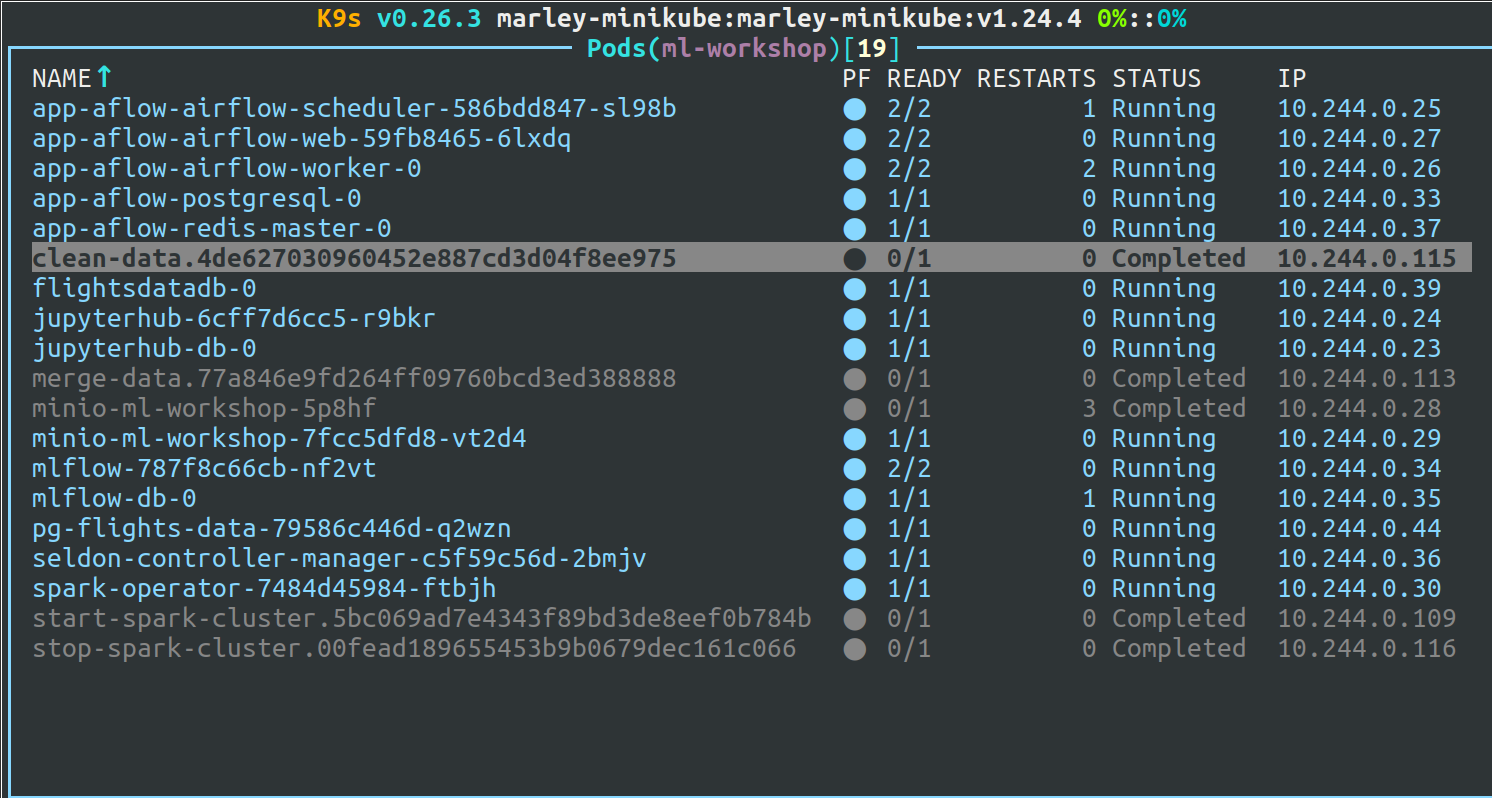 K9s v0.26.3 marley-minikube:marley-minikube:v1.24.4 0%::0%
Pods(ml-workshop)[19]
NAME↑ PF READY RESTARTS STATUS IP
app-aflow-airflow-scheduler-586bdd847-sl98b ● 2/2 1 Running 10.244.0.25
app-aflow-airflow-web-59fb8465-6lxdq ● 2/2 0 Running 10.244.0.27
app-aflow-airflow-worker-0 ● 2/2 2 Running 10.244.0.26
app-aflow-postgresql-0 ● 1/1 0 Running 10.244.0.33
app-aflow-redis-master-0 ● 1/1 0 Running 10.244.0.37
clean-data.4de627030960452e887cd3d04f8ee975 ● 0/1 0 Completed 10.244.0.115
flightsdatadb-0 ● 1/1 0 Running 10.244.0.39
jupyterhub-6cff7d6cc5-r9bkr ● 1/1 0 Running 10.244.0.24
jupyterhub-db-0 ● 1/1 0 Running 10.244.0.23
merge-data.77a846e9fd264ff09760bcd3ed388888 ● 0/1 0 Completed 10.244.0.113
minio-ml-workshop-5p8hf ● 0/1 3 Completed 10.244.0.28
minio-ml-workshop-7fcc5dfd8-vt2d4 ● 1/1 0 Running 10.244.0.29
mlflow-787f8c66cb-nf2vt ● 2/2 0 Running 10.244.0.34
mlflow-db-0 ● 1/1 1 Running 10.244.0.35
pg-flights-data-79586c446d-q2wzn ● 1/1 0 Running 10.244.0.44
seldon-controller-manager-c5f59c56d-2bmjv ● 1/1 0 Running 10.244.0.36
spark-operator-7484d45984-ftbjh ● 1/1 0 Running 10.244.0.30
start-spark-cluster.5bc069ad7e4343f89bd3de8eef0b784b ● 0/1 0 Completed 10.244.0.109
stop-spark-cluster.00fead189655453b9b0679dec161c066 ● 0/1 0 Completed 10.244.0.116